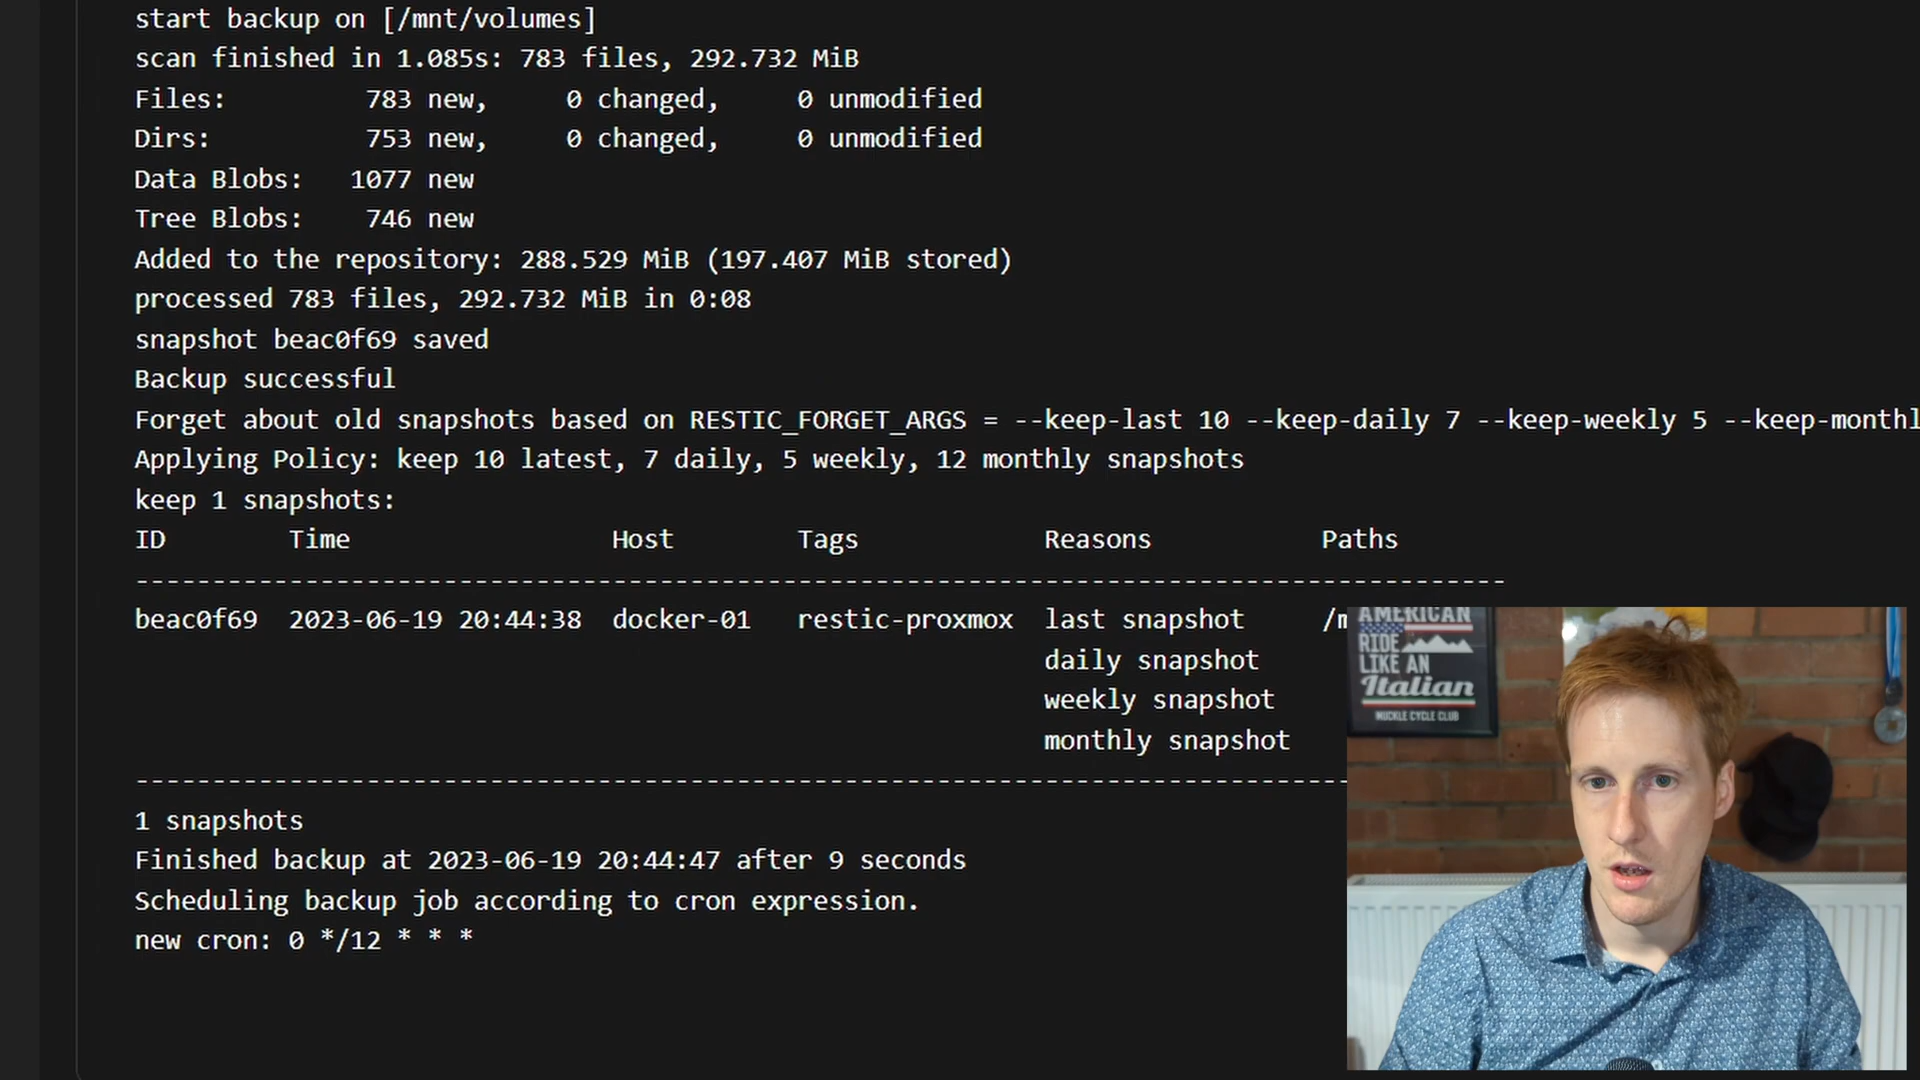 start backup on [/mnt/volumes]
scan finished in 1.085s: 783 files, 292.732 MiB
Files:         783 new,     0 changed,     0 unmodified
Dirs:          753 new,     0 changed,     0 unmodified
Data Blobs:   1077 new
Tree Blobs:    746 new
Added to the repository: 288.529 MiB (197.407 MiB stored)
processed 783 files, 292.732 MiB in 0:08
snapshot beac0f69 saved
Backup successful
Forget about old snapshots based on RESTIC_FORGET_ARGS = --keep-last 10 --keep-daily 7 --keep-weekly 5 --keep-monthl
Applying Policy: keep 10 latest, 7 daily, 5 weekly, 12 monthly snapshots
keep 1 snapshots:
ID        Time                 Host        Tags            Reasons           Paths
-----------------------------------------------------------------------------------------
beac0f69  2023-06-19 20:44:38  docker-01   restic-proxmox  last snapshot     /m
daily snapshot
weekly snapshot
monthly snapshot
-----------------------------------------------------------------------------------------
1 snapshots
Finished backup at 2023-06-19 20:44:47 after 9 seconds
Scheduling backup job according to cron expression.
new cron: 0 */12 * * *
AMERICAN
RIDE
LIKE AN
Italian
MUCKLE CYCLE CLUB